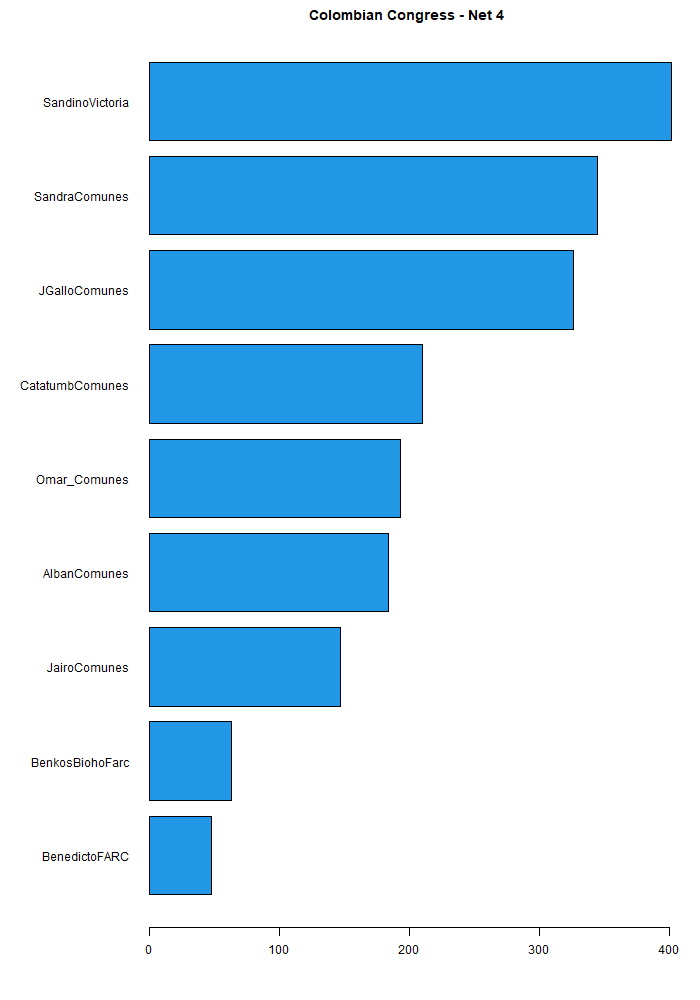 Colombian Congress - Net 4
SandinoVictoria
SandraComunes
JGalloComunes
CatatumbComunes
Omar_Comunes
AlbanComunes
JairoComunes
BenkosBiohoFarc
BenedictoFARC
0 100 200 300 400